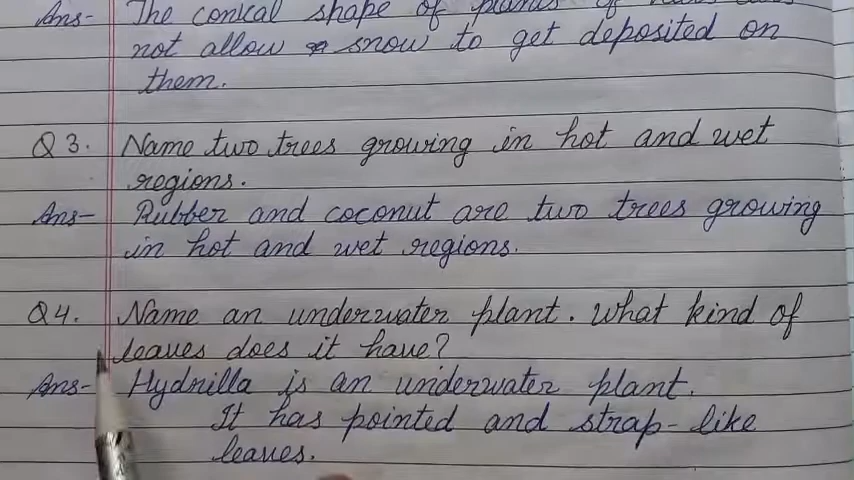 Ans- The conical shape of plants of
not allow snow to get deposited on
them.
Q3. Name two trees growing in hot and wet
regions.
Ans- Rubber and coconut are two trees growing
in hot and wet regions.
Q4. Name an underwater plant. What kind of
leaves does it have?
Ans- Hydrilla is an underwater plant.
It has pointed and strap-like
leaves.